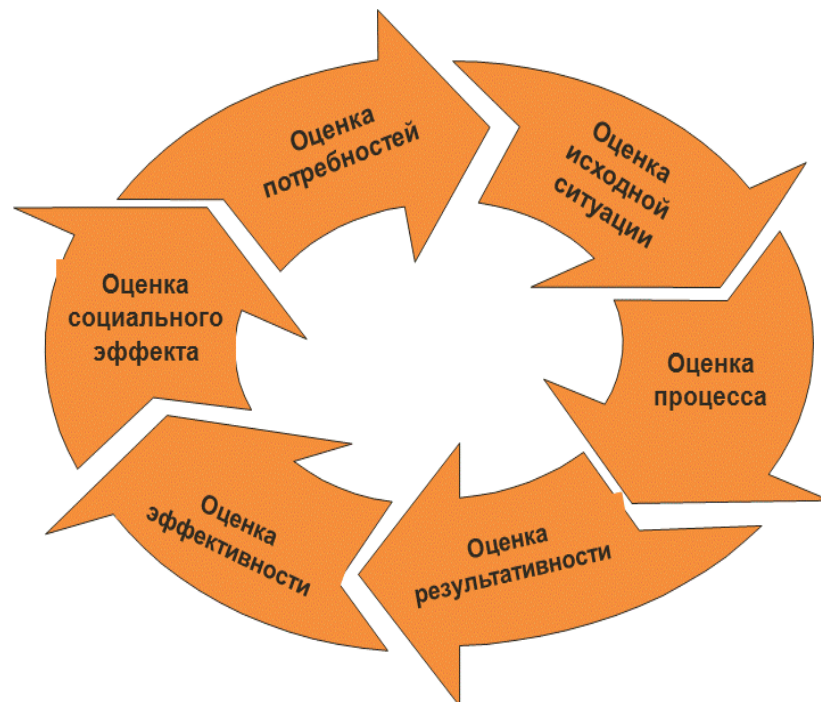 Оценка
потребностей
Оценка
исходной
ситуации
Оценка
процесса
Оценка
результативности
Оценка
эффективности
Оценка
социального
эффекта